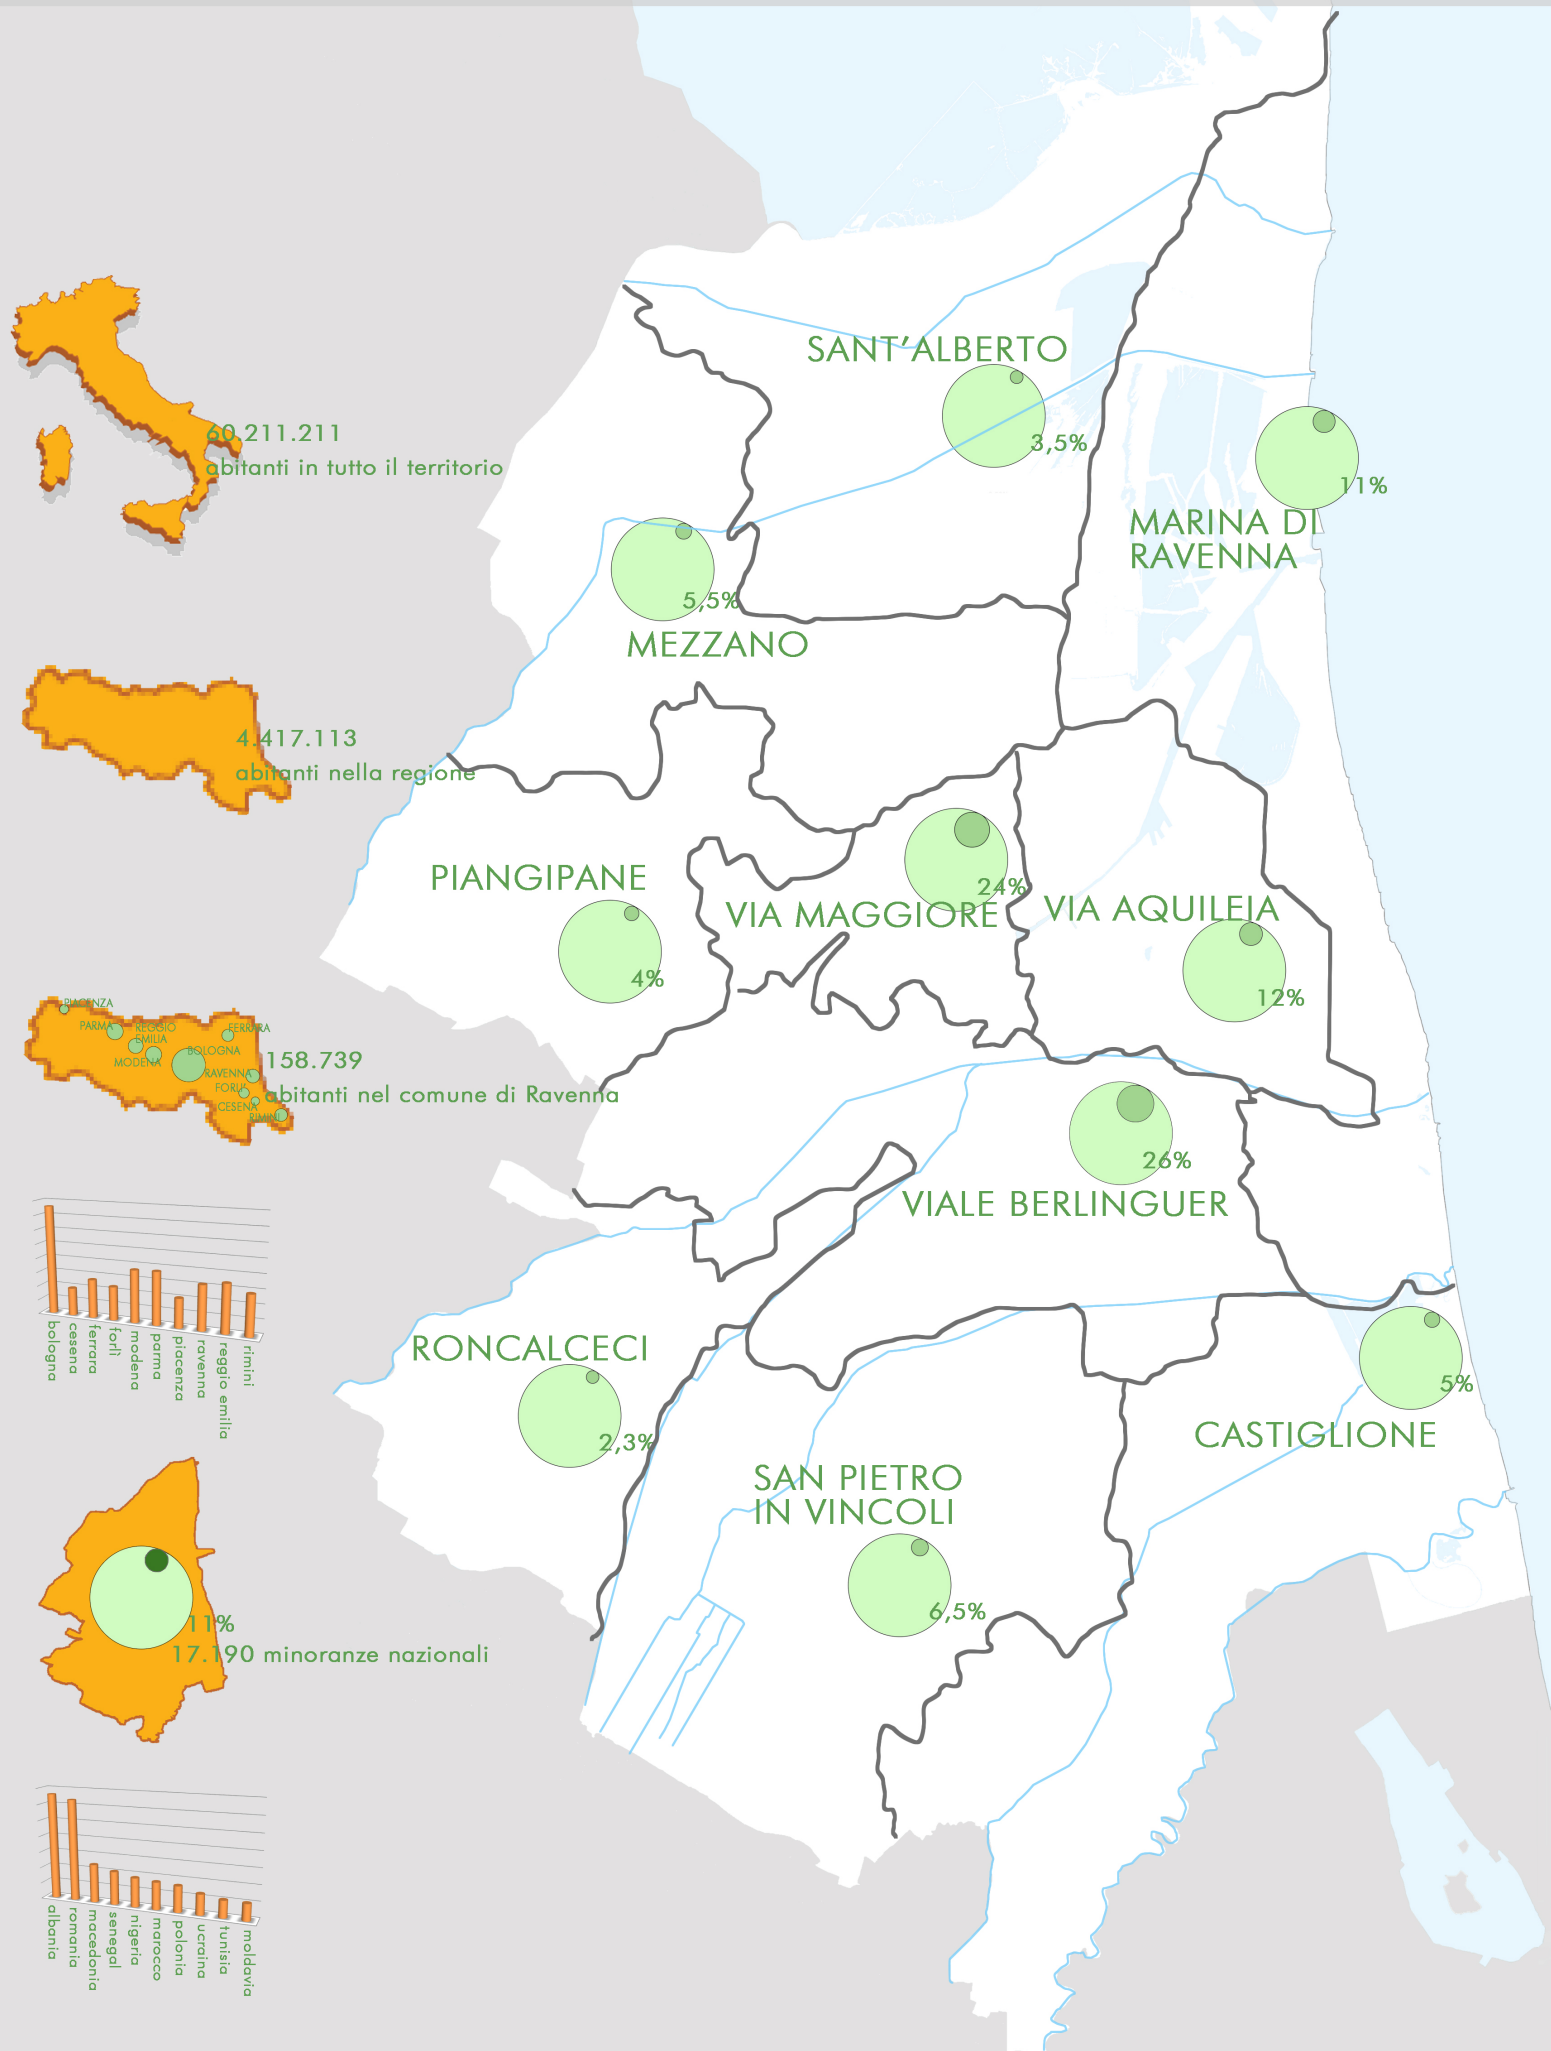 60.211.211
abitanti in tutto il territorio
4.417.113
abitanti nella regione
PIACENZA
PARMA
REGGIO
EMILIA
MODENA
BOLOGNA
FERRARA
RAVENNA
FORLI'
CESENA
RIMINI
158.739
abitanti nel comune di Ravenna
bologna
cesena
ferrara
forlì
modena
parma
piacenza
ravenna
reggio emilia
rimini
11%
17.190 minoranze nazionali
albania
romania
macedonia
senegal
nigeria
marocco
polonia
ucraina
tunisia
moldavia
SANT'ALBERTO
3,5%
11%
MARINA DI
RAVENNA
5,5%
MEZZANO
PIANGIPANE
4%
24%
VIA MAGGIORE
VIA AQUILEIA
12%
26%
VIALE BERLINGUER
RONCALCECI
2,3%
5%
CASTIGLIONE
SAN PIETRO
IN VINCOLI
6,5%